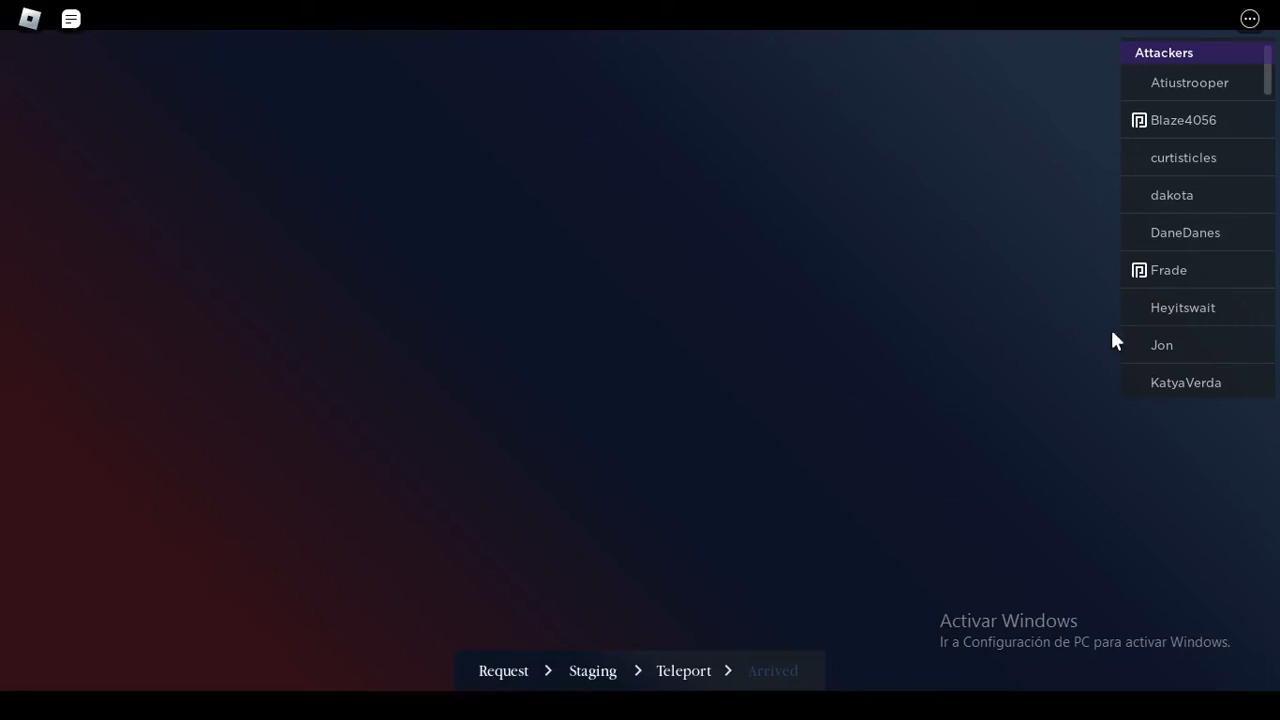 Attackers
Atiustrooper
Blaze4056
curtisticles
dakota
DaneDanes
Frade
Heyitswait
Jon
KatyaVerda
Activar Windows
Ir a Configuración de PC para activar Windows.
Request > Staging > Teleport > Arrived